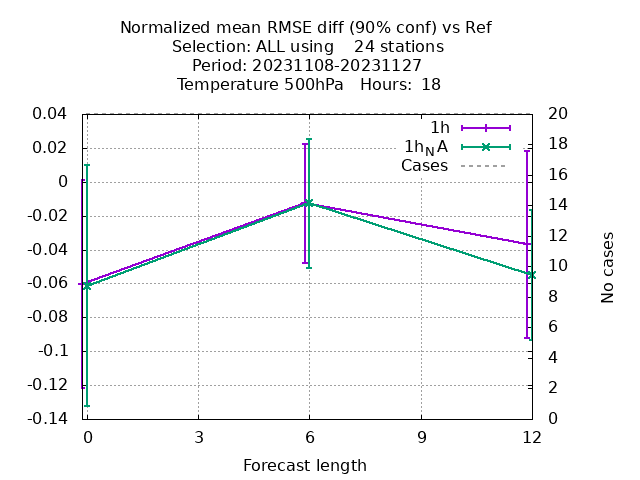 Normalized mean RMSE diff (90% conf) vs Ref
Selection: ALL using    24 stations
Period: 20231108-20231127
Temperature 500hPa   Hours:  18
0.04
0.02
0
-0.02
-0.04
-0.06
-0.08
-0.1
-0.12
-0.14
1h
1h_N A
Cases
20
18
16
14
12
10
8
6
4
2
0
No cases
0 3 6 9 12
Forecast length